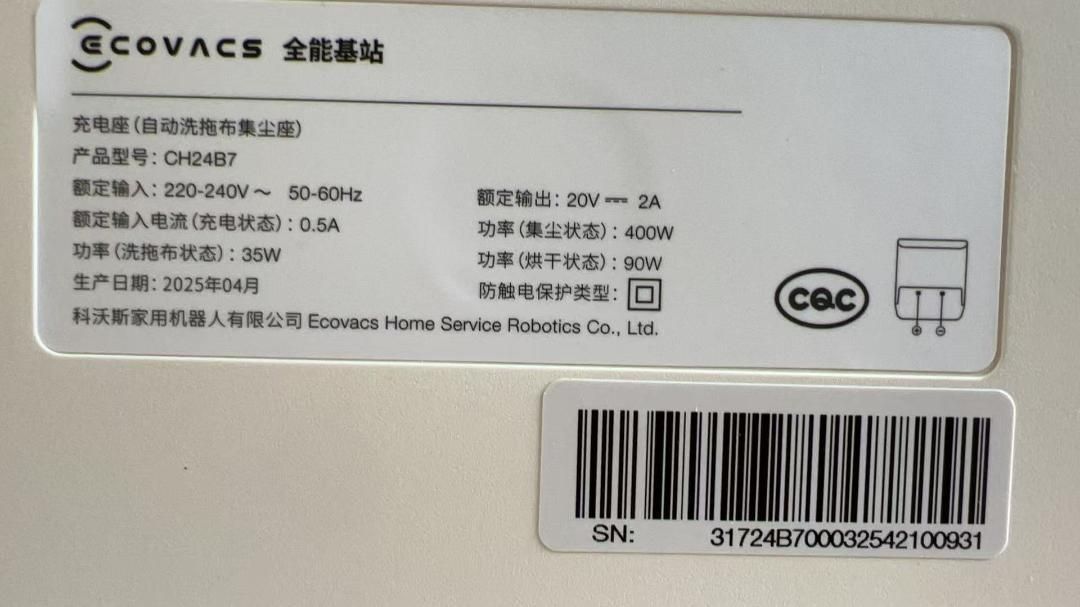 ECOVACS 全能基站
充电座(自动洗拖布集尘座)
产品型号: CH24B7
额定输入: 220-240V～ 50-60Hz
额定输入电流(充电状态): 0.5A
功率(洗拖布状态): 35W
生产日期: 2025年04月
额定输出: 20V⎓ 2A
功率(集尘状态): 400W
功率(烘干状态): 90W
防触电保护类型:
科沃斯家用机器人有限公司 Ecovacs Home Service Robotics Co., Ltd.
CQC
SN: 31724B700032542100931